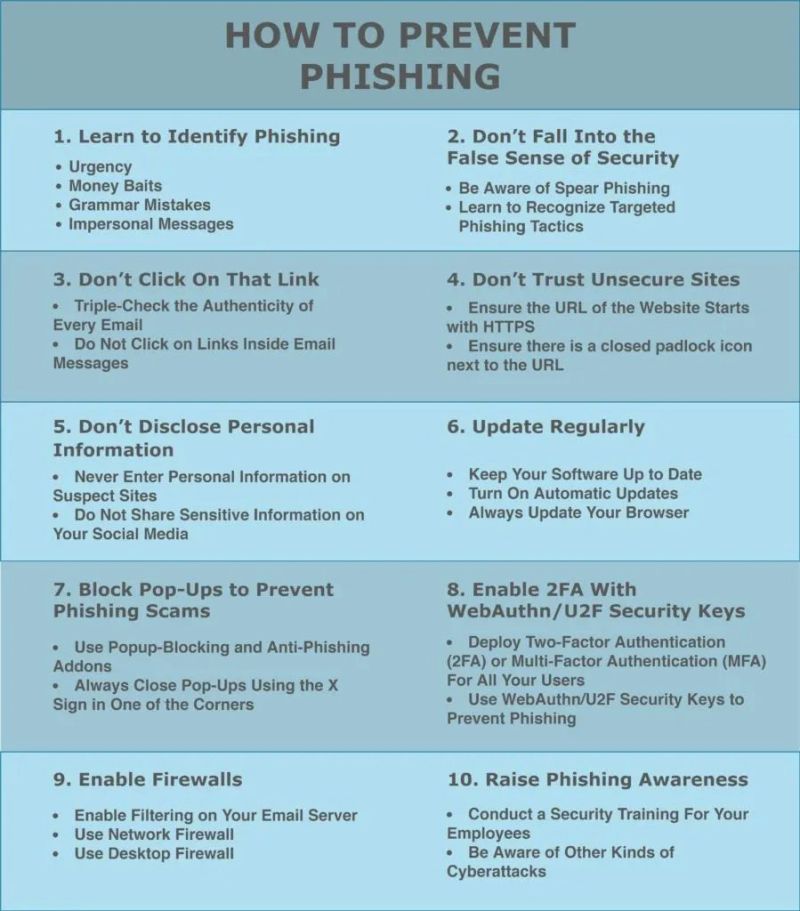 HOW TO PREVENT
PHISHING
1. Learn to Identify Phishing
• Urgency
• Money Baits
• Grammar Mistakes
• Impersonal Messages
2. Don’t Fall Into the
False Sense of Security
• Be Aware of Spear Phishing
• Learn to Recognize Targeted
Phishing Tactics
3. Don’t Click On That Link
• Triple-Check the Authenticity of
Every Email
• Do Not Click on Links Inside Email
Messages
4. Don’t Trust Unsecure Sites
• Ensure the URL of the Website Starts
with HTTPS
• Ensure there is a closed padlock icon
next to the URL
5. Don’t Disclose Personal
Information
• Never Enter Personal Information on
Suspect Sites
• Do Not Share Sensitive Information on
Your Social Media
6. Update Regularly
• Keep Your Software Up to Date
• Turn On Automatic Updates
• Always Update Your Browser
7. Block Pop-Ups to Prevent
Phishing Scams
• Use Popup-Blocking and Anti-Phishing
Addons
• Always Close Pop-Ups Using the X
Sign in One of the Corners
8. Enable 2FA With
WebAuthn/U2F Security Keys
• Deploy Two-Factor Authentication
(2FA) or Multi-Factor Authentication (MFA)
For All Your Users
• Use WebAuthn/U2F Security Keys to
Prevent Phishing
9. Enable Firewalls
• Enable Filtering on Your Email Server
• Use Network Firewall
• Use Desktop Firewall
10. Raise Phishing Awareness
• Conduct a Security Training For Your
Employees
• Be Aware of Other Kinds of
Cyberattacks